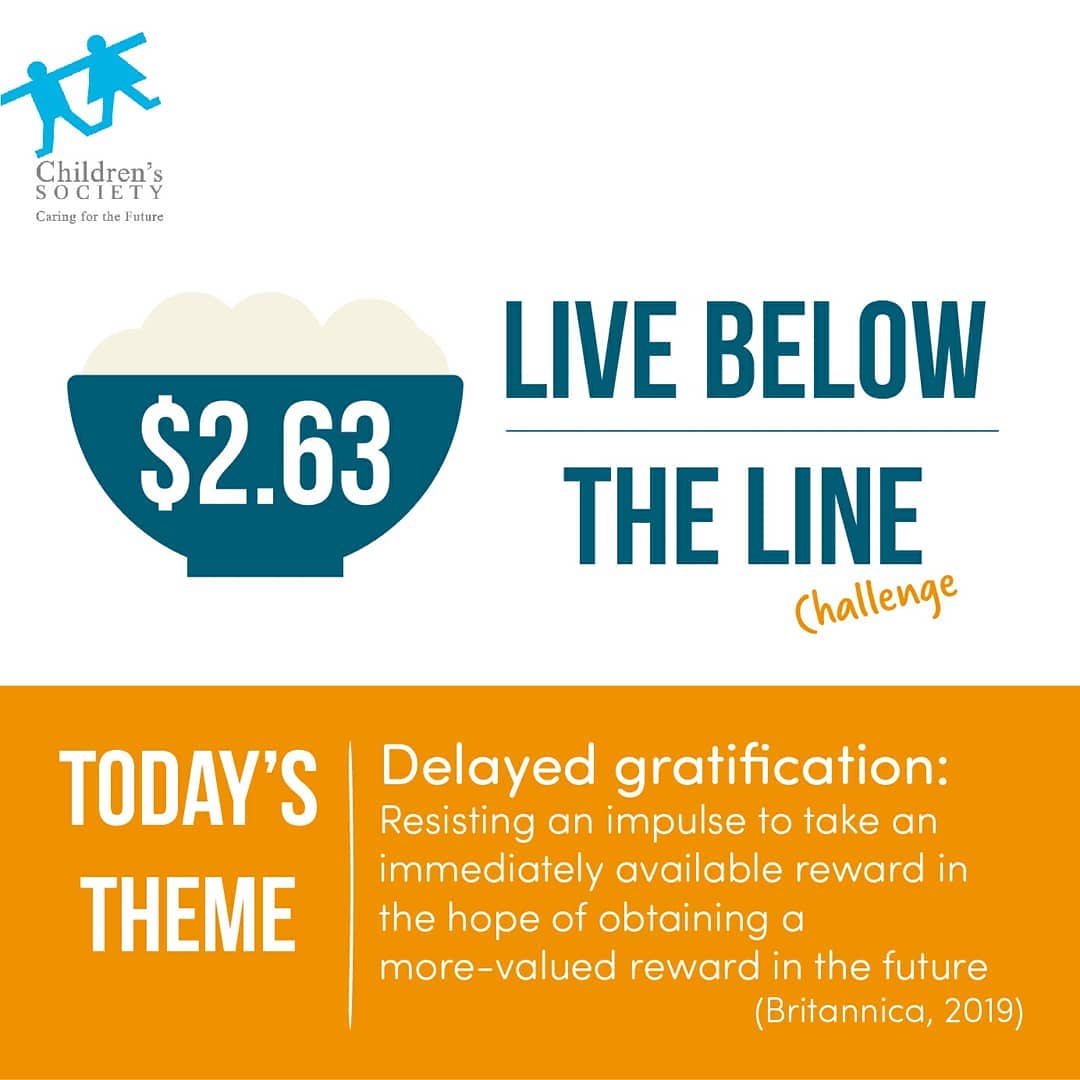 Children's
SOCIETY
Caring for the Future
$2.63
LIVE BELOW
THE LINE
Challenge
TODAY'S
THEME
Delayed gratification:
Resisting an impulse to take an
immediately available reward in
the hope of obtaining a
more-valued reward in the future
(Britannica, 2019)